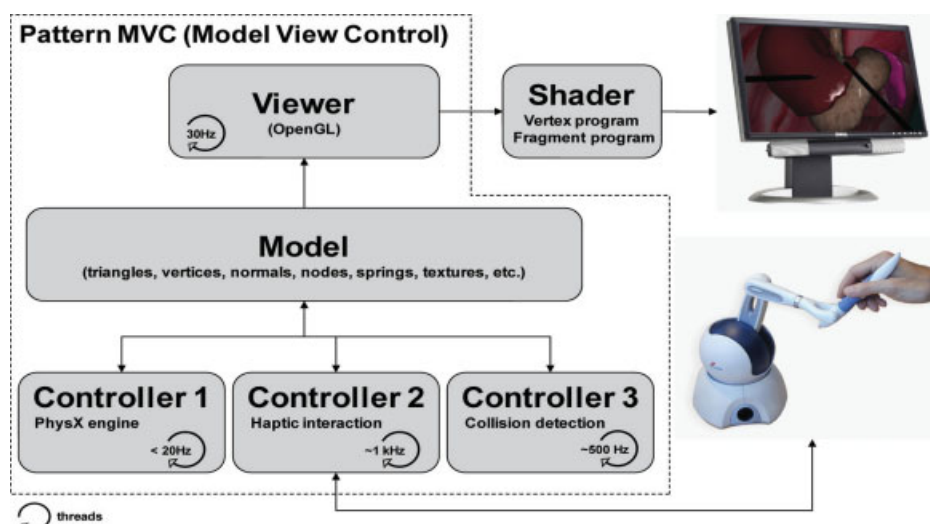 Pattern MVC (Model View Control)
Viewer
(OpenGL)
30Hz
Shader
Vertex program
Fragment program
Model
(triangles, vertices, normals, nodes, springs, textures, etc.)
Controller 1
PhysX engine
< 20Hz
Controller 2
Haptic interaction
~1 kHz
Controller 3
Collision detection
~500 Hz
threads